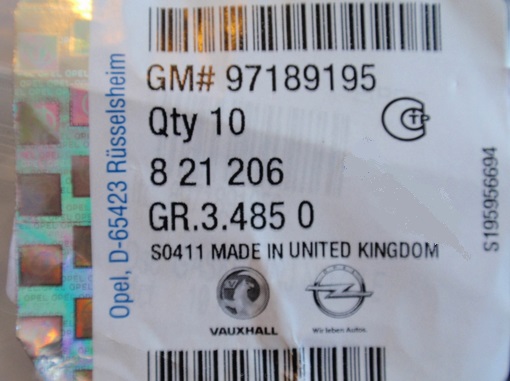 GM# 97189195
Qty 10
8 21 206
GR.3.485 0
S0411 MADE IN UNITED KINGDOM
VAUXHALL
Wir leben Autos.
Opel, D-65423 Rüsselsheim
S195956694